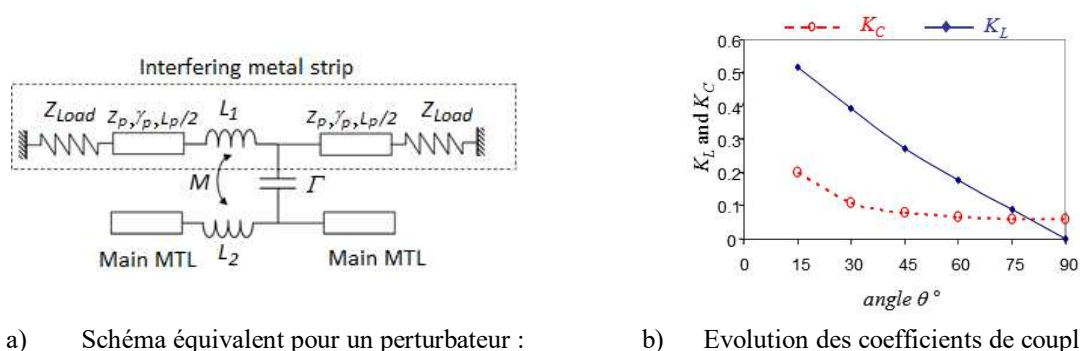 Interfering metal strip
Z_Load Z_p,γ_p,L_p/2 L_1 Z_p,γ_p,L_p/2 Z_Load
M Γ
L_2
Main MTL Main MTL
a) Schéma équivalent pour un perturbateur :
K_C K_L
K_L and K_C
0.6
0.5
0.4
0.3
0.2
0.1
0
0 15 30 45 60 75 90
angle θ°
b) Evolution des coefficients de coupl